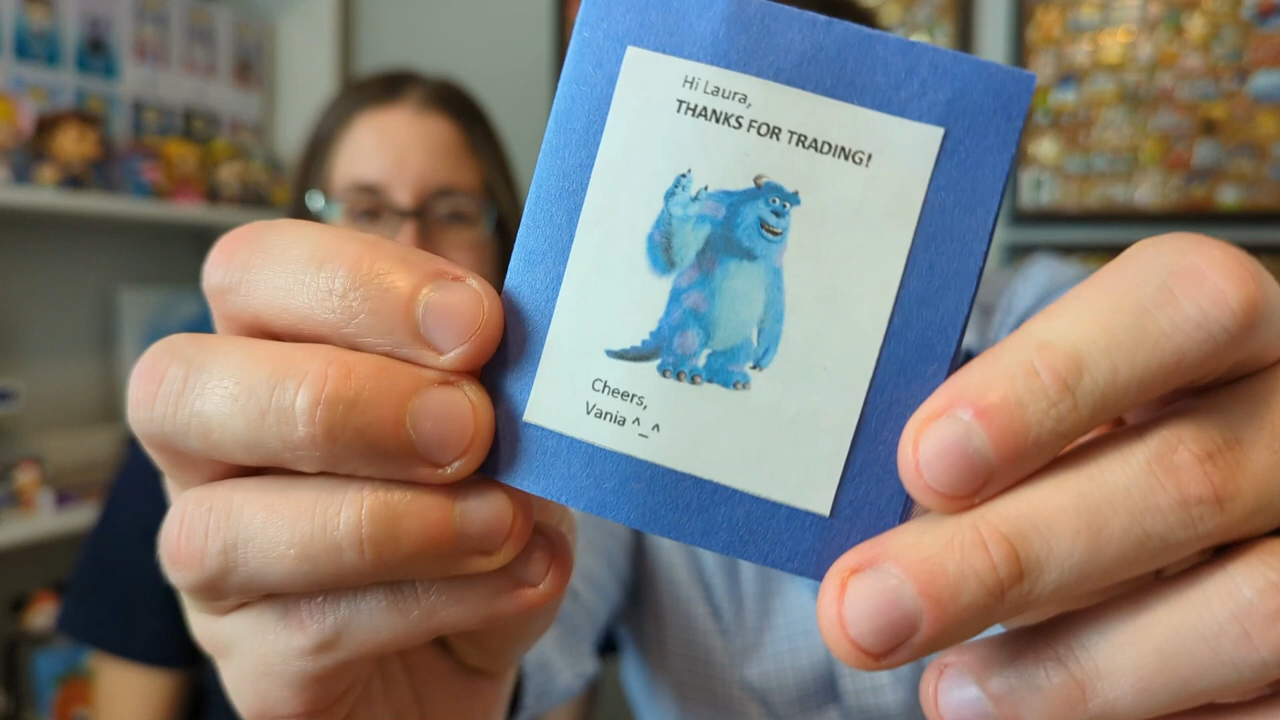 Hi Laura,
THANKS FOR TRADING!
Cheers,
Vania ^_^